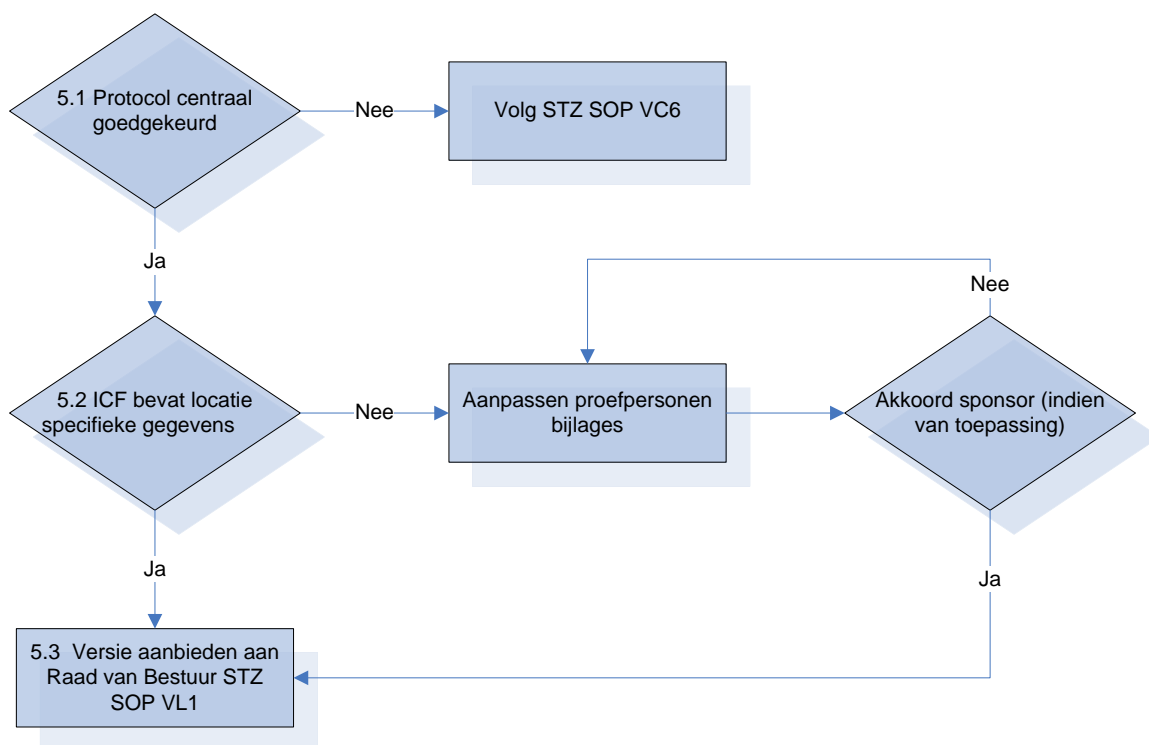 5.1 Protocol centraal
goedgekeurd
Nee
Volg STZ SOP VC6
Ja
Nee
5.2 ICF bevat locatie
specifieke gegevens
Nee
Aanpassen proefpersonen
bijlages
Akkoord sponsor (indien
van toepassing)
Ja
Ja
5.3  Versie aanbieden aan
Raad van Bestuur STZ
SOP VL1